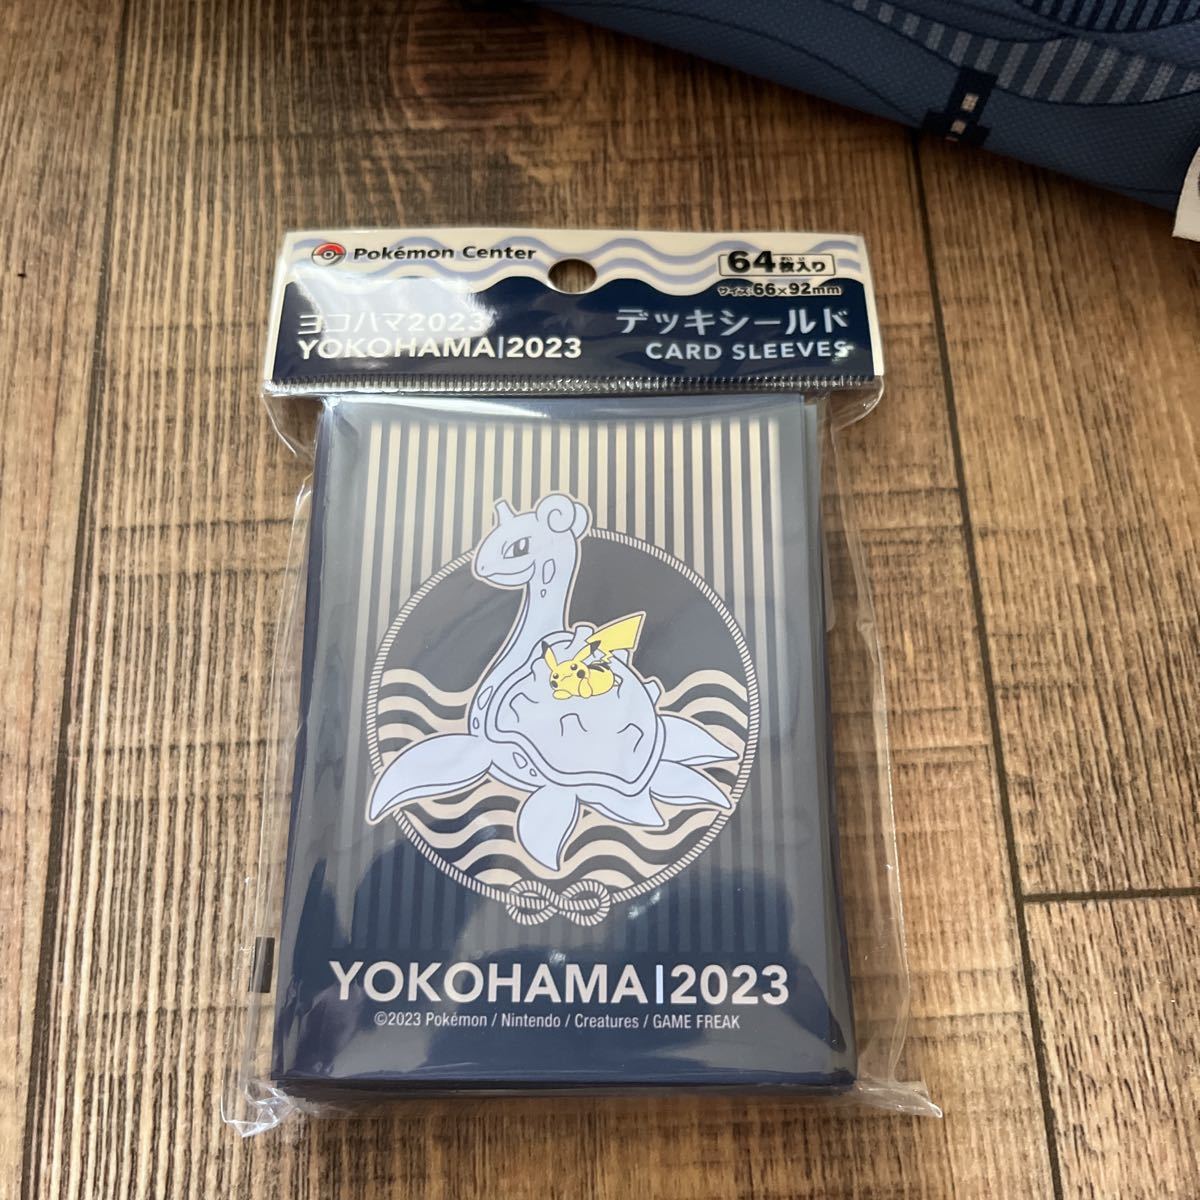 Pokémon Center
64枚入り
サイズ:66×92mm
ヨコハマ2023
YOKOHAMA|2023
デッキシールド
CARD SLEEVES
YOKOHAMA|2023
©2023 Pokémon / Nintendo / Creatures / GAME FREAK